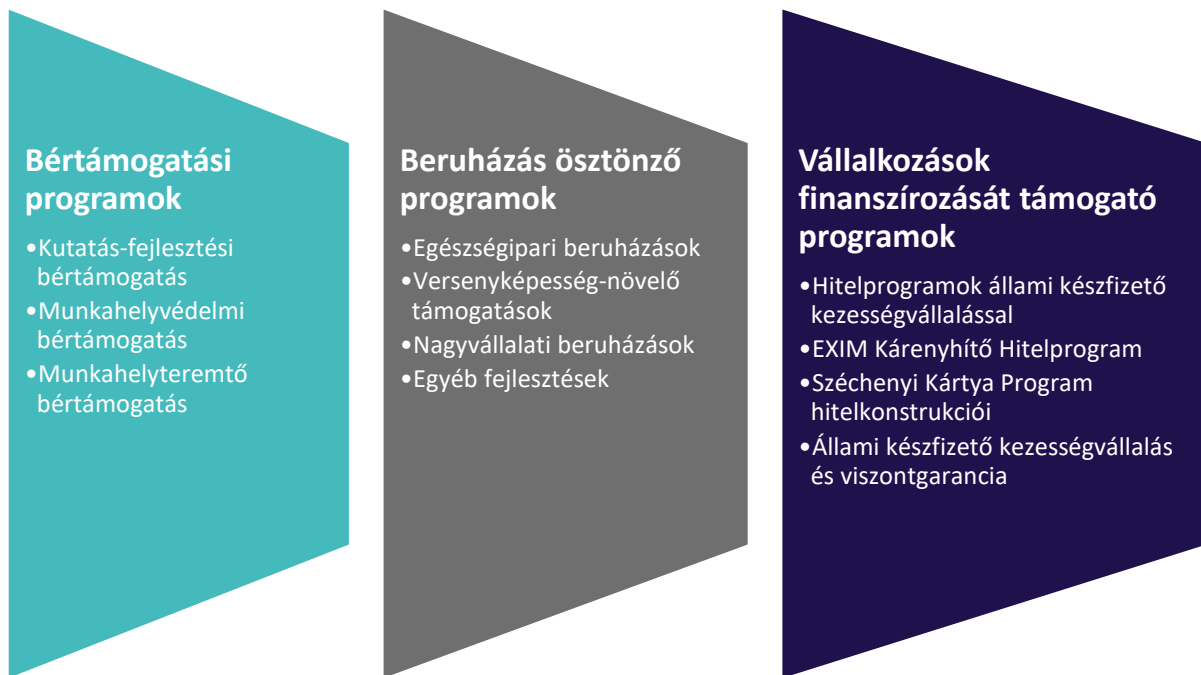 Bértámogatási
programok
•Kutatás-fejlesztési
bértámogatás
•Munkahelyvédelmi
bértámogatás
•Munkahelyteremtő
bértámogatás
Beruházás ösztönző
programok
•Egészségipari beruházások
•Versenyképesség-növelő
támogatások
•Nagyvállalati beruházások
•Egyéb fejlesztések
Vállalkozások
finanszírozását támogató
programok
•Hitelprogramok állami készfizető
kezességvállalással
•EXIM Kárenyhítő Hitelprogram
•Széchenyi Kártya Program
hitelkonstrukciói
•Állami készfizető kezességvállalás
és viszontgarancia